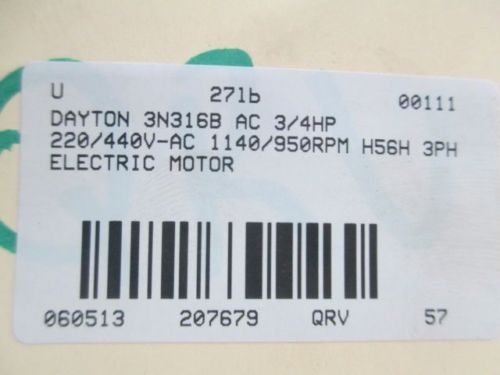 U 27lb 00111
DAYTON 3N316B AC 3/4HP
220/440V-AC 1140/950RPM H56H 3PH
ELECTRIC MOTOR
060513 207679 QRV 57